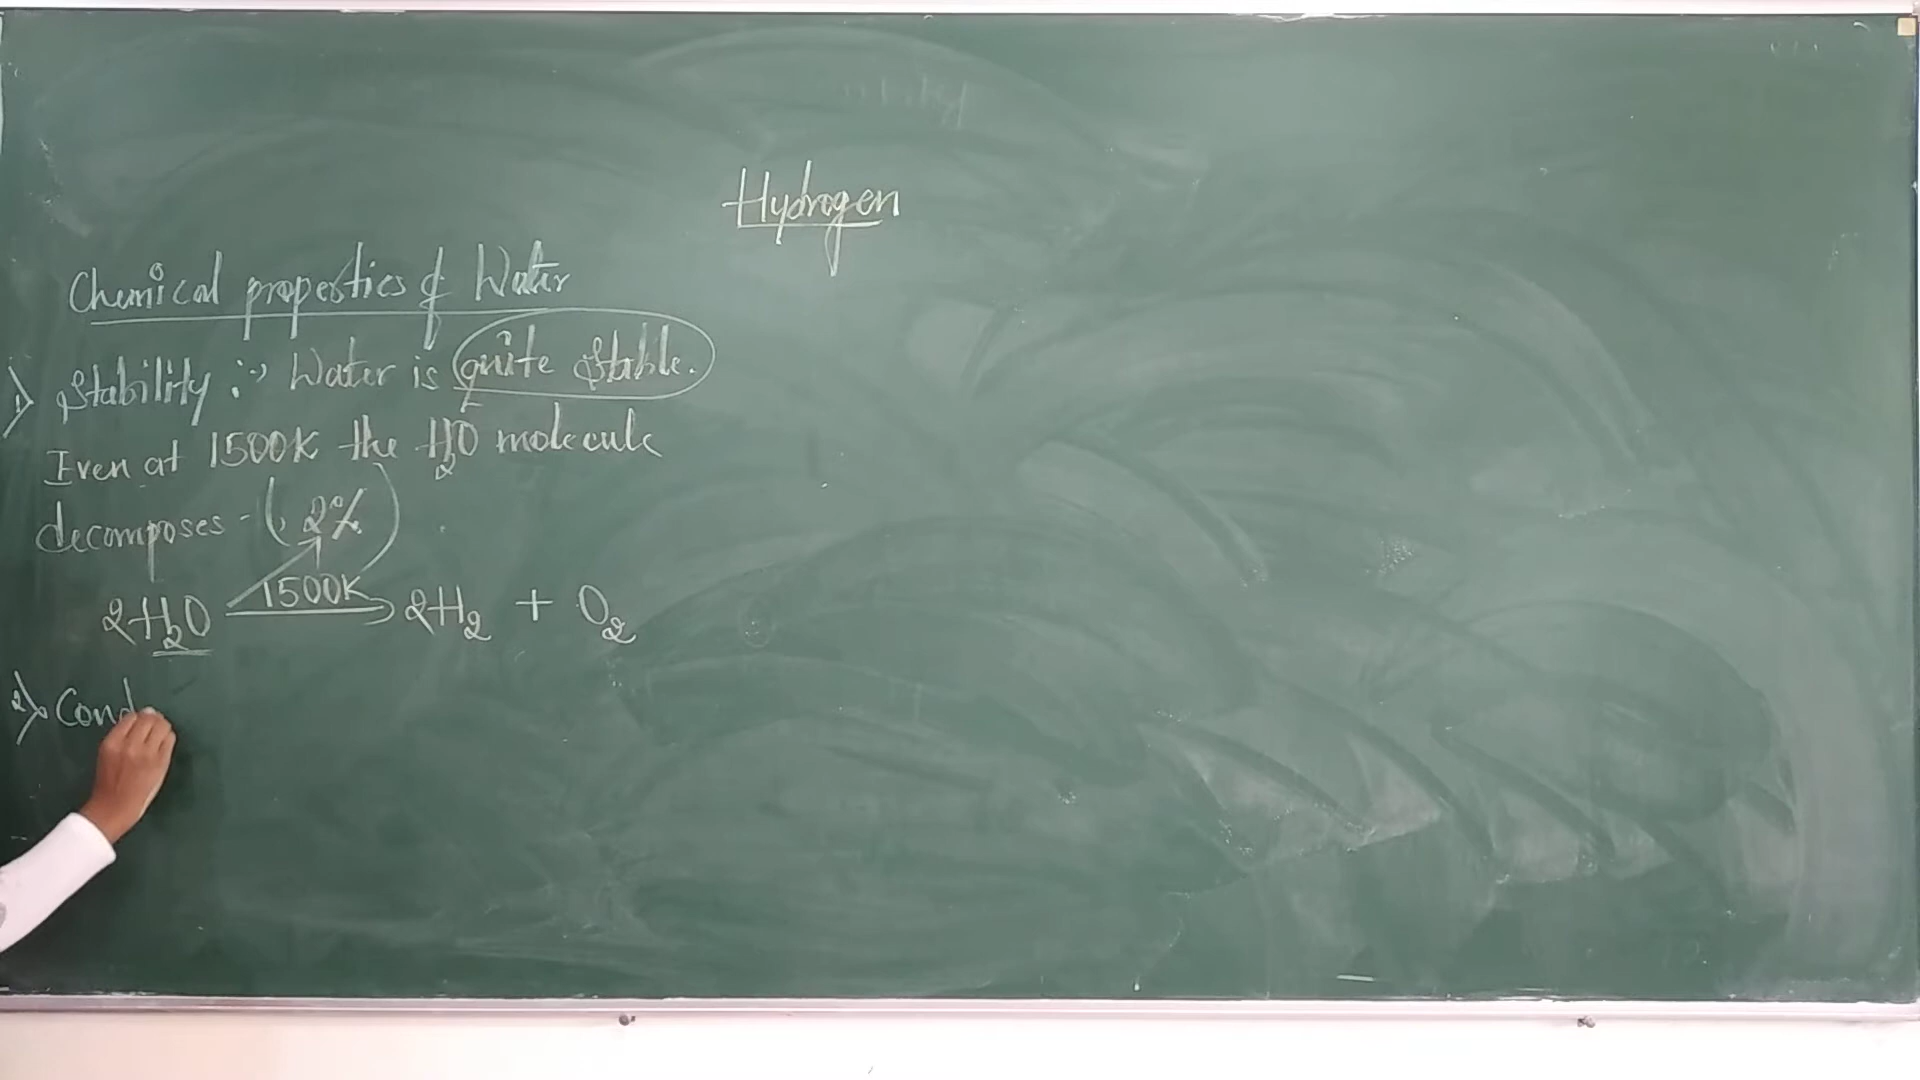 Hydrogen
Chemical properties of Water
1) Stability :-> Water is quite stable.
Even at 1500K the H₂O molecule
decomposes - (2%)
2H₂O 1500K→ 2H₂ + O₂
2) Cond